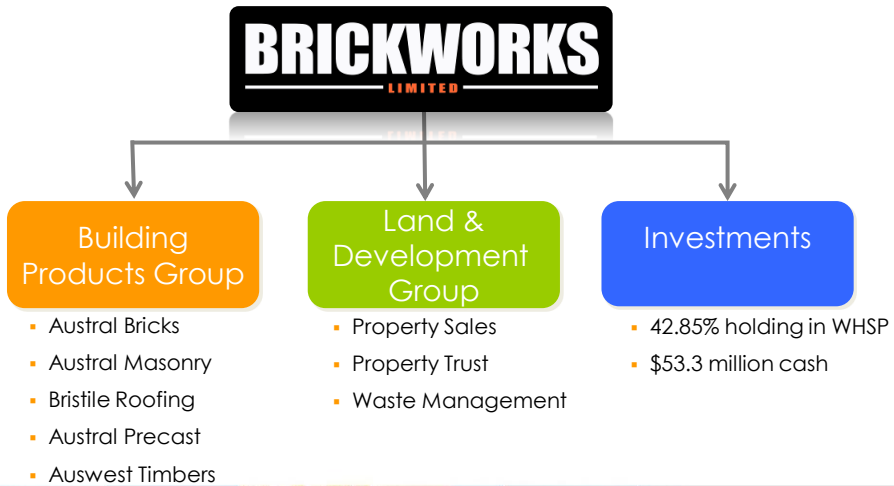 BRICKWORKS
LIMITED
Building
Products Group
Land &
Development
Group
Investments
▪ Austral Bricks
▪ Austral Masonry
▪ Bristile Roofing
▪ Austral Precast
▪ Auswest Timbers
▪ Property Sales
▪ Property Trust
▪ Waste Management
▪ 42.85% holding in WHSP
▪ $53.3 million cash